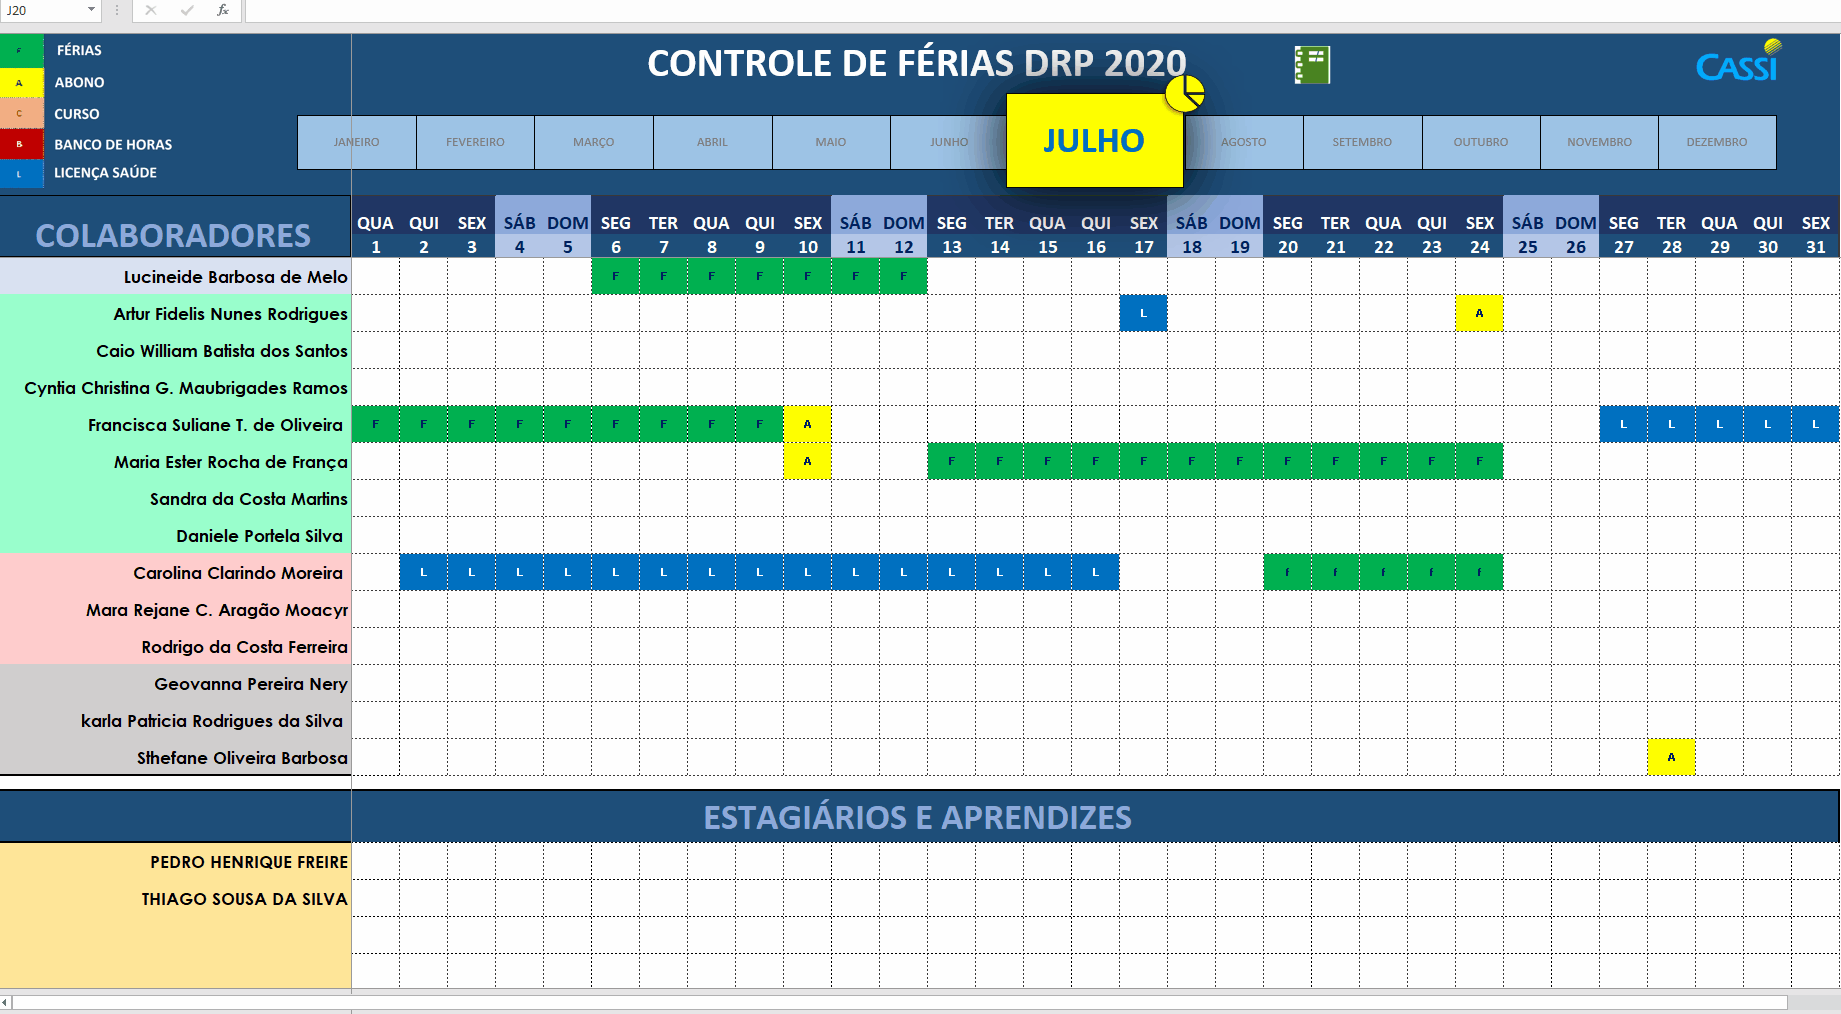 J20 fx
F FÉRIAS
A ABONO
C CURSO
B BANCO DE HORAS
L LICENÇA SAÚDE
CONTROLE DE FÉRIAS DRP 2020
CASSI
JANEIRO FEVEREIRO MARÇO ABRIL MAIO JUNHO JULHO AGOSTO SETEMBRO OUTUBRO NOVEMBRO DEZEMBRO
COLABORADORES
QUA QUI SEX SÁB DOM SEG TER QUA QUI SEX SÁB DOM SEG TER QUA QUI SEX SÁB DOM SEG TER QUA QUI SEX SÁB DOM SEG TER QUA QUI SEX
1 2 3 4 5 6 7 8 9 10 11 12 13 14 15 16 17 18 19 20 21 22 23 24 25 26 27 28 29 30 31
Lucineide Barbosa de Melo F F F F F F F
Artur Fidelis Nunes Rodrigues L A
Caio William Batista dos Santos
Cyntia Christina G. Maubrigades Ramos
Francisca Suliane T. de Oliveira F F F F F F F F F A L L L L L
Maria Ester Rocha de França A F F F F F F F F F F F F
Sandra da Costa Martins
Daniele Portela Silva
Carolina Clarindo Moreira L L L L L L L L L L L L L L L f f f f f
Mara Rejane C. Aragão Moacyr
Rodrigo da Costa Ferreira
Geovanna Pereira Nery
karla Patricia Rodrigues da Silva
Sthefane Oliveira Barbosa A
ESTAGIÁRIOS E APRENDIZES
PEDRO HENRIQUE FREIRE
THIAGO SOUSA DA SILVA